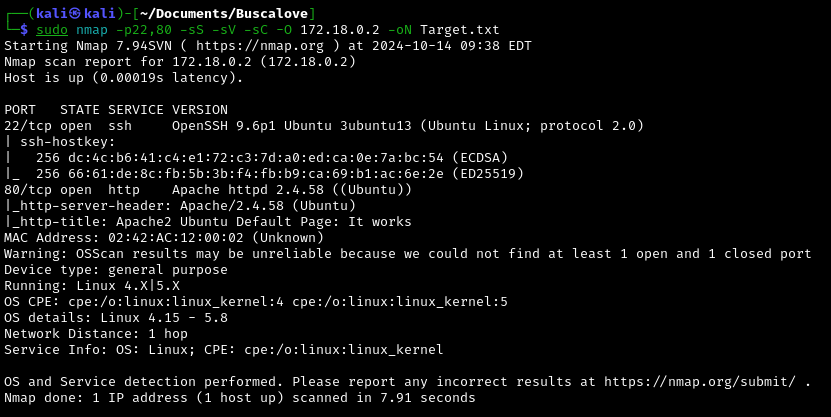 ┌──(kali㉿kali)-[~/Documents/Buscalove]
└─$ sudo nmap -p22,80 -sS -sV -sC -O 172.18.0.2 -oN Target.txt
Starting Nmap 7.94SVN ( https://nmap.org ) at 2024-10-14 09:38 EDT
Nmap scan report for 172.18.0.2 (172.18.0.2)
Host is up (0.00019s latency).

PORT   STATE SERVICE VERSION
22/tcp open  ssh     OpenSSH 9.6p1 Ubuntu 3ubuntu13 (Ubuntu Linux; protocol 2.0)
| ssh-hostkey:
|   256 dc:4c:b6:41:c4:e1:72:c3:7d:a0:ed:ca:0e:7a:bc:54 (ECDSA)
|_  256 66:61:de:8c:fb:5b:3b:f4:fb:b9:ca:69:b1:ac:6e:2e (ED25519)
80/tcp open  http    Apache httpd 2.4.58 ((Ubuntu))
|_http-server-header: Apache/2.4.58 (Ubuntu)
|_http-title: Apache2 Ubuntu Default Page: It works
MAC Address: 02:42:AC:12:00:02 (Unknown)
Warning: OSScan results may be unreliable because we could not find at least 1 open and 1 closed port
Device type: general purpose
Running: Linux 4.X|5.X
OS CPE: cpe:/o:linux:linux_kernel:4 cpe:/o:linux:linux_kernel:5
OS details: Linux 4.15 - 5.8
Network Distance: 1 hop
Service Info: OS: Linux; CPE: cpe:/o:linux:linux_kernel

OS and Service detection performed. Please report any incorrect results at https://nmap.org/submit/ .
Nmap done: 1 IP address (1 host up) scanned in 7.91 seconds